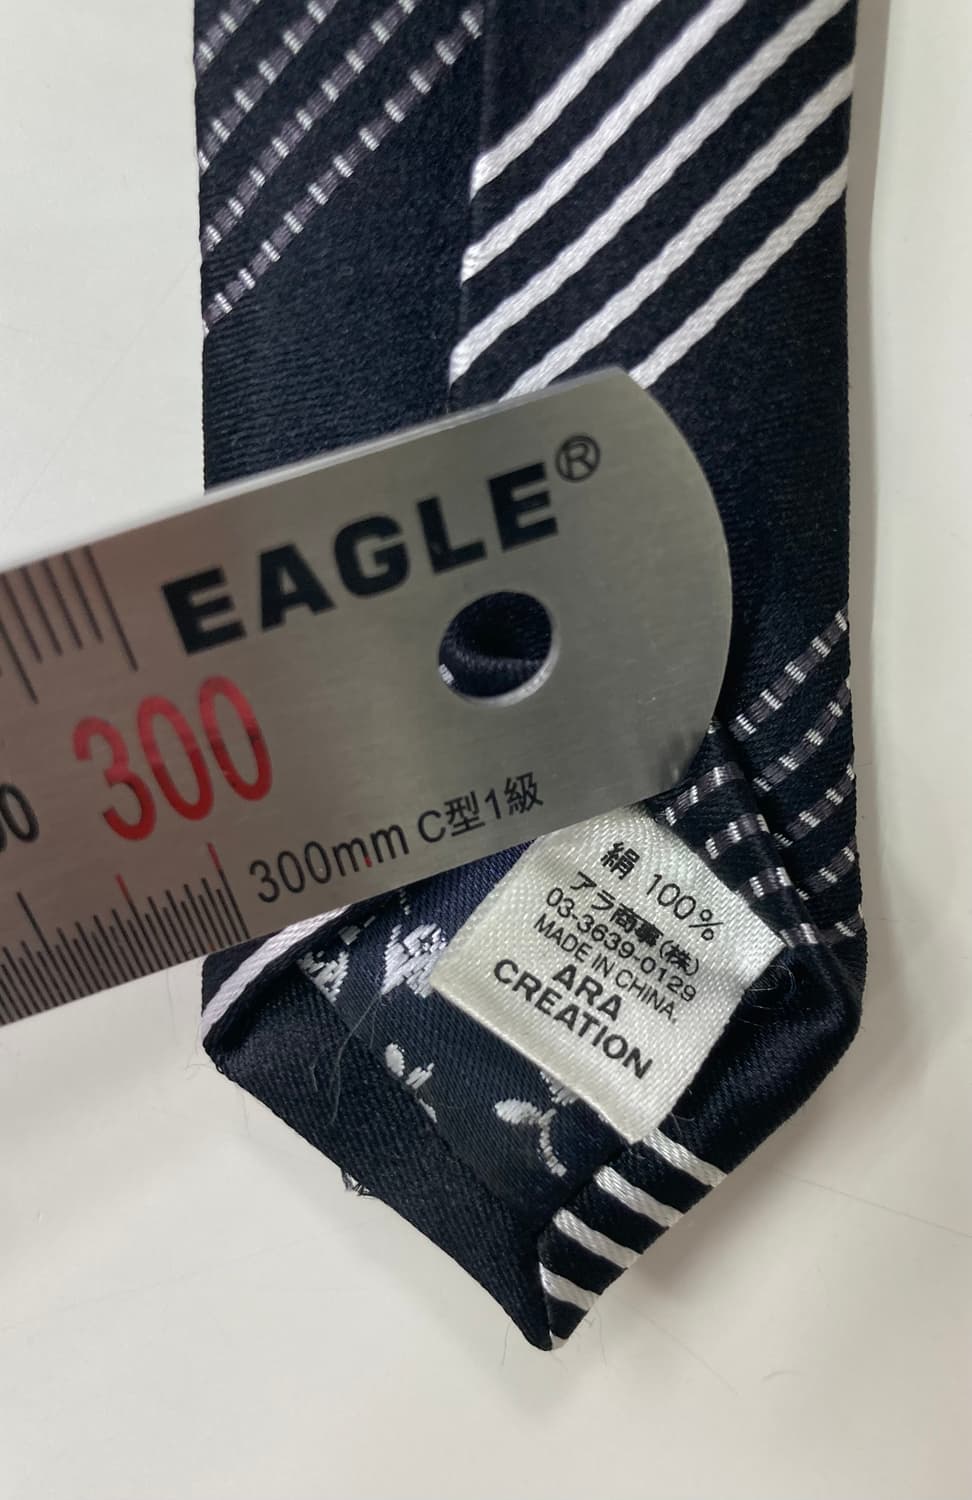 EAGLE®
300
300mm C型1級
絹 100%
アラ商事(株)
03-3639-0129
MADE IN CHINA.
ARA
CREATION